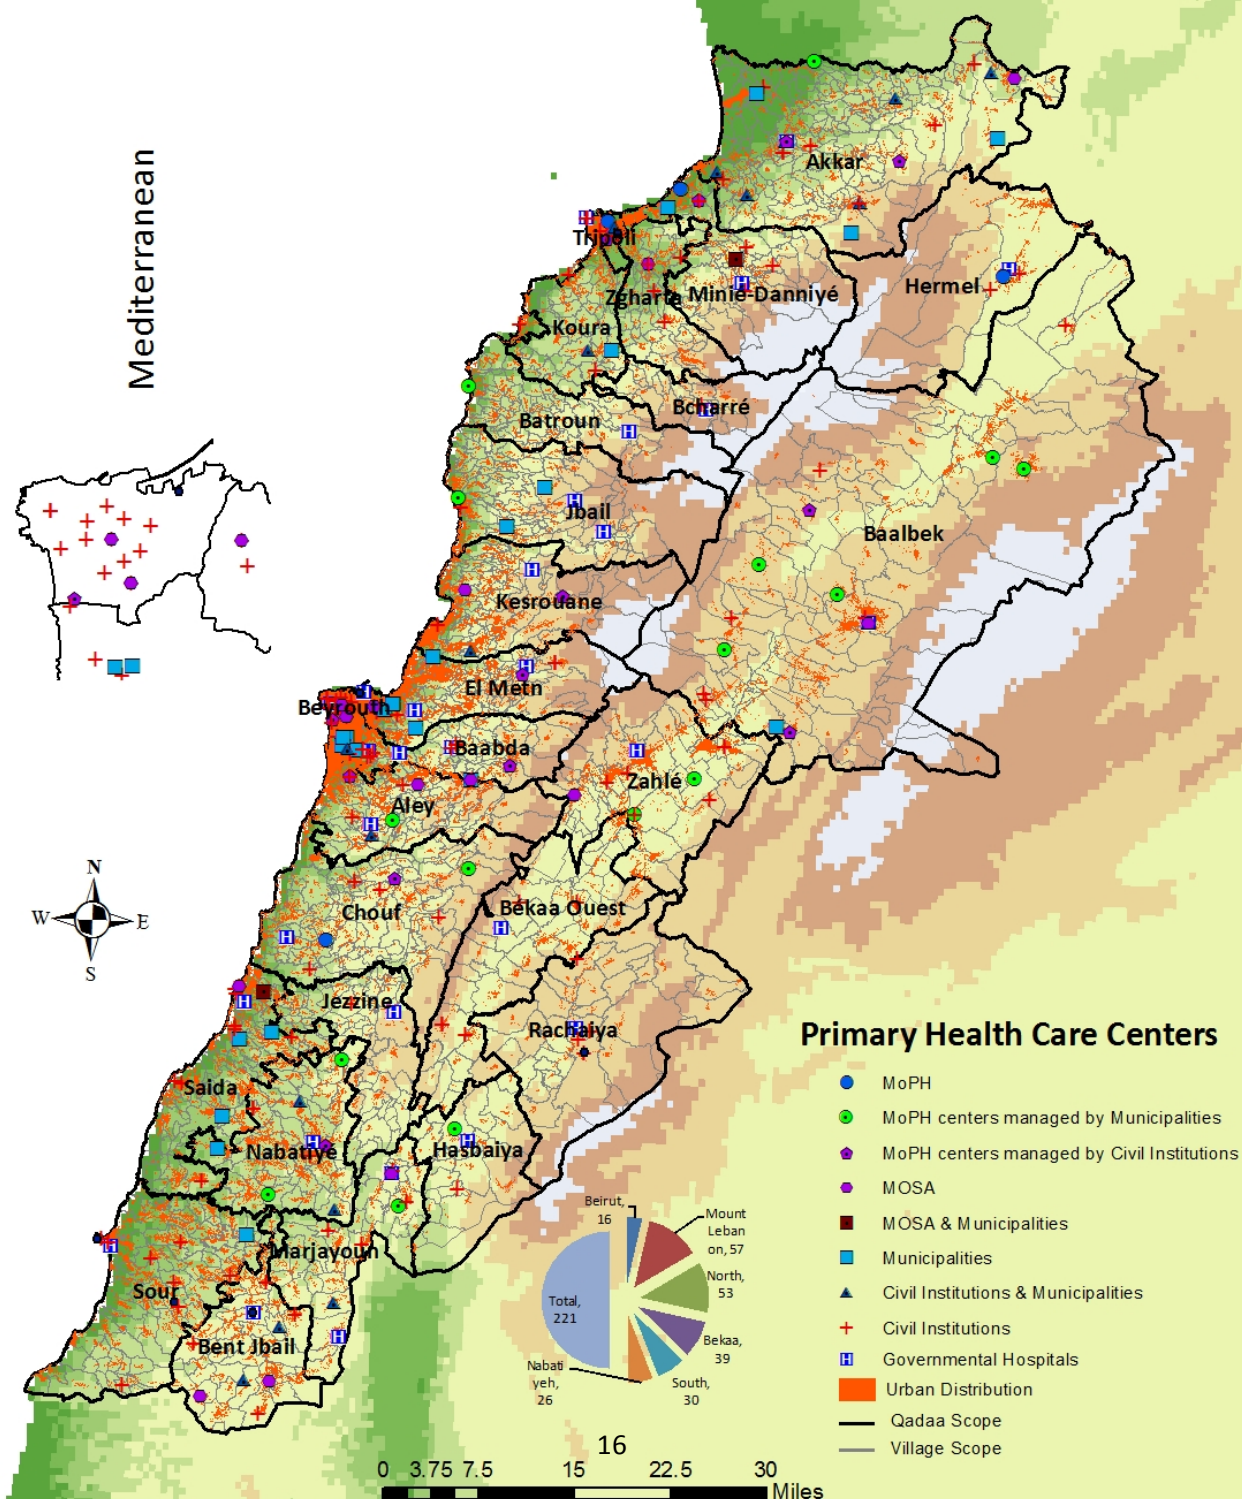 Mediterranean
Akkar
Tripoli
Zgharta
Minié-Danniyé
Hermel
Koura
Batroun
Bcharré
Jbail
Baalbek
Kesrouane
El Metn
Beyrouth
Baabda
Zahlé
Aley
Chouf
Békaa Ouest
N
W
E
S
Jezzine
Rachaiya
Saida
Nabatiyé
Hasbaiya
Marjayoun
Sour
Bent Jbail
Primary Health Care Centers
MoPH
MoPH centers managed by Municipalities
MoPH centers managed by Civil Institutions
MOSA
MOSA & Municipalities
Municipalities
Civil Institutions & Municipalities
Civil Institutions
H Governmental Hospitals
Urban Distribution
Qadaa Scope
Village Scope
Beirut,
16
Mount
Leban
on, 57
North,
53
Bekaa,
39
South,
30
Nabati
yeh,
26
Total,
221
16
0 3.75 7.5 15 22.5 30
Miles